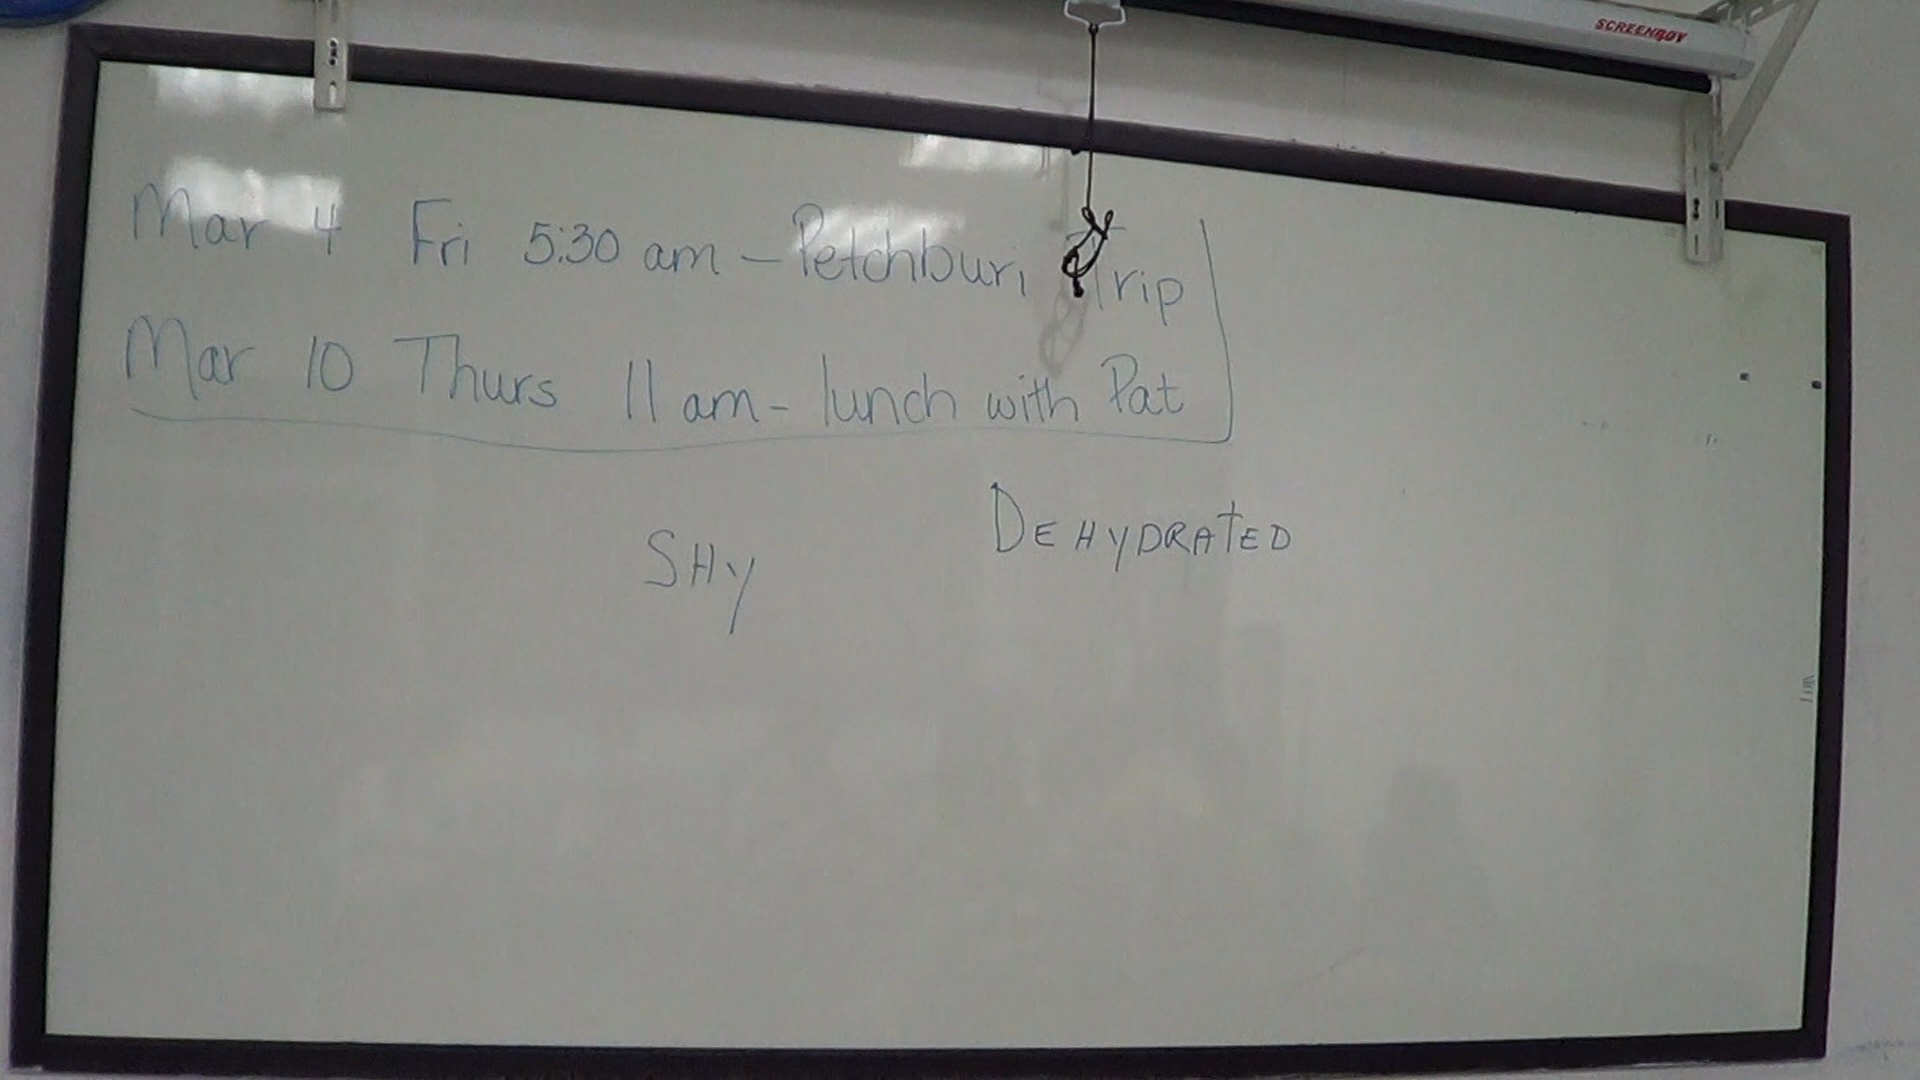 SCREENBOY
Mar 4 Fri 5:30 am - Petchburi Trip
Mar 10 Thurs 11 am - lunch with Pat
SHy
DEHYDRATED